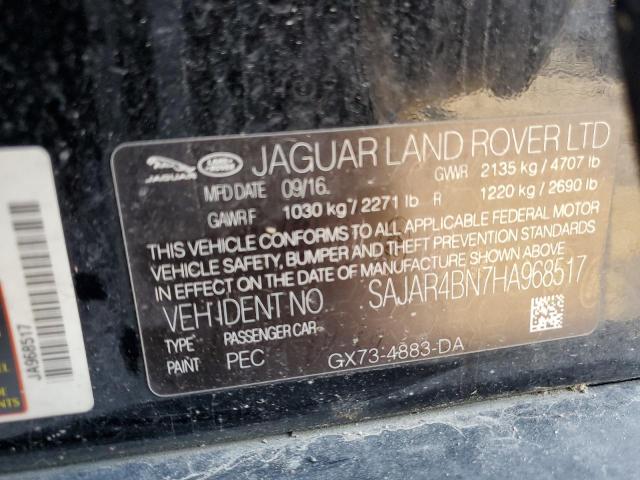 JAGUAR LAND ROVER JAGUAR LAND ROVER LTD
MFD DATE 09/16. GVWR 2135 kg / 4707 lb
GAWR F 1030 kg / 2271 lb R 1220 kg / 2690 lb
THIS VEHICLE CONFORMS TO ALL APPLICABLE FEDERAL MOTOR
VEHICLE SAFETY, BUMPER AND THEFT PREVENTION STANDARDS
IN EFFECT ON THE DATE OF MANUFACTURE SHOWN ABOVE.
VEH IDENT NO. SAJAR4BN7HA968517
TYPE PASSENGER CAR
PAINT PEC GX73-4883-DA
JA968517